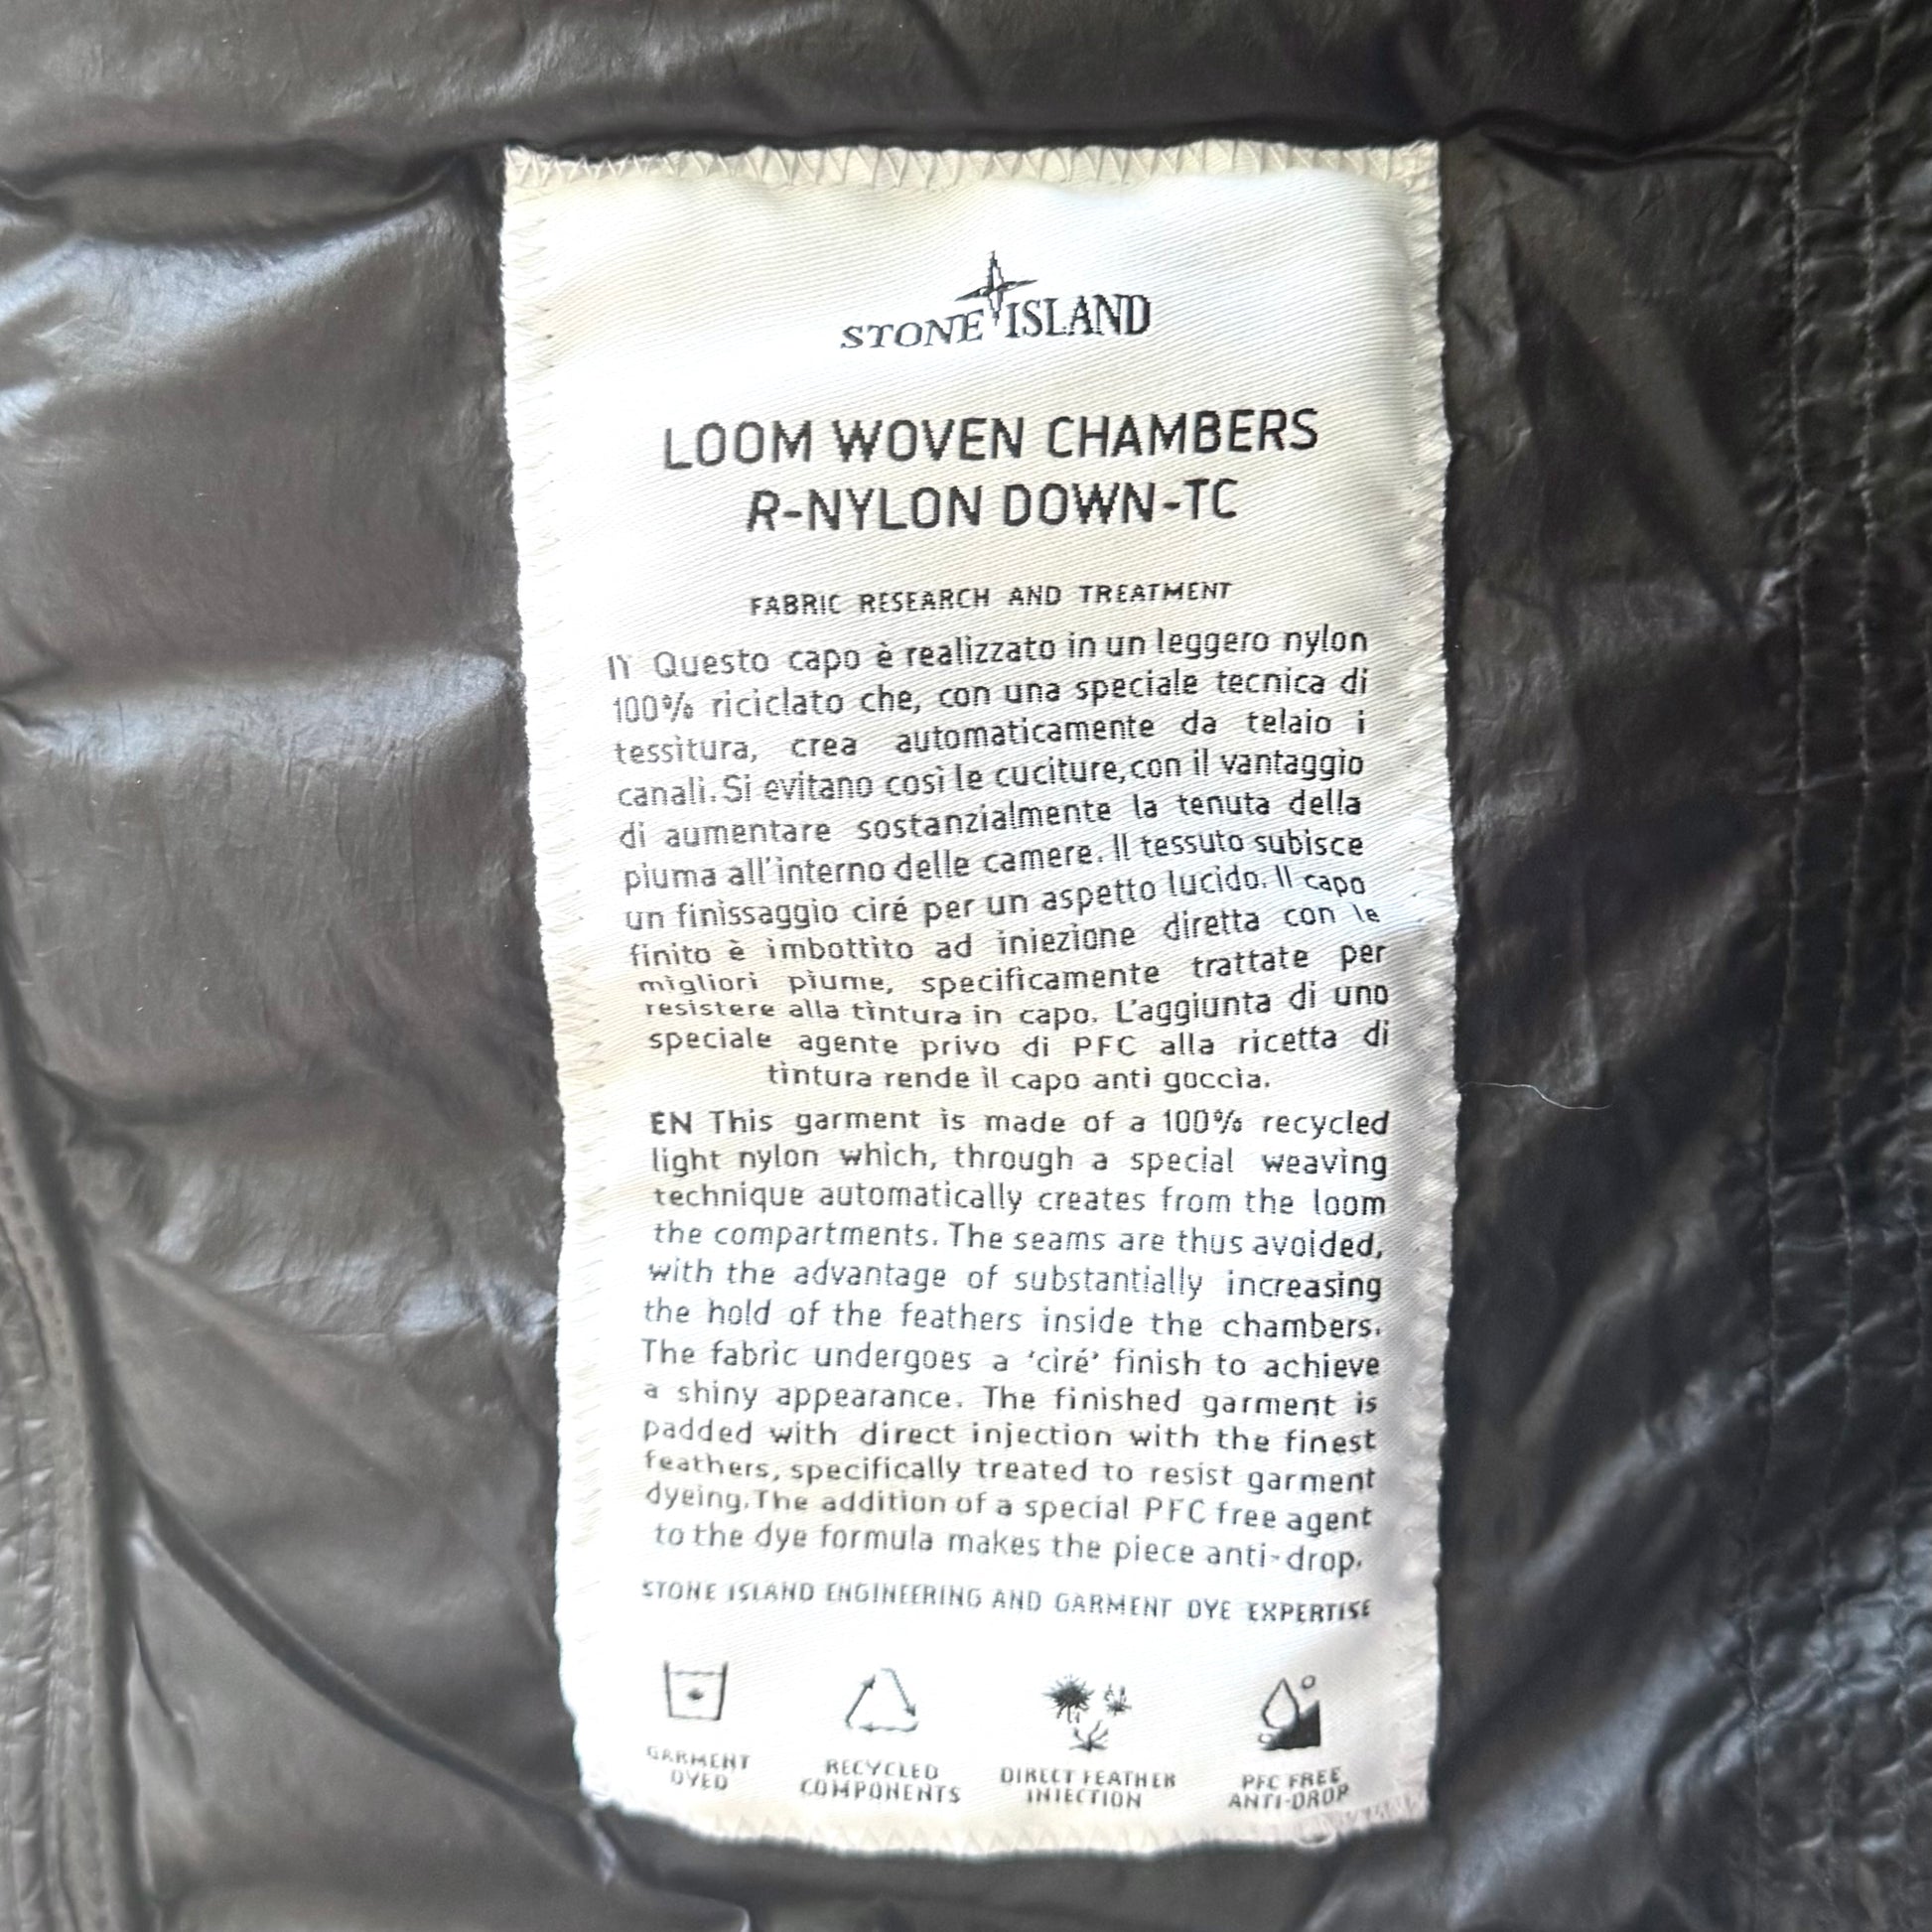 STONE ISLAND
LOOM WOVEN CHAMBERS
R-NYLON DOWN-TC
FABRIC RESEARCH AND TREATMENT
IT Questo capo è realizzato in un leggero nylon
100% riciclato che, con una speciale tecnica di
tessitura, crea automaticamente da telaio i
canali. Si evitano così le cuciture, con il vantaggio
di aumentare sostanzialmente la tenuta della
piuma all'interno delle camere. Il tessuto subisce
un finissaggio ciré per un aspetto lucido. Il capo
finito è imbottito ad iniezione diretta con le
migliori piume, specificamente trattate per
resistere alla tintura in capo. L'aggiunta di uno
speciale agente privo di PFC alla ricetta di
tintura rende il capo anti goccia.
EN This garment is made of a 100% recycled
light nylon which, through a special weaving
technique automatically creates from the loom
the compartments. The seams are thus avoided,
with the advantage of substantially increasing
the hold of the feathers inside the chambers.
The fabric undergoes a 'ciré' finish to achieve
a shiny appearance. The finished garment is
padded with direct injection with the finest
feathers, specifically treated to resist garment
dyeing. The addition of a special PFC free agent
to the dye formula makes the piece anti-drop.
STONE ISLAND ENGINEERING AND GARMENT DYE EXPERTISE
GARMENT
DYED
RECYCLED
COMPONENTS
DIRECT FEATHER
INJECTION
PFC FREE
ANTI-DROP